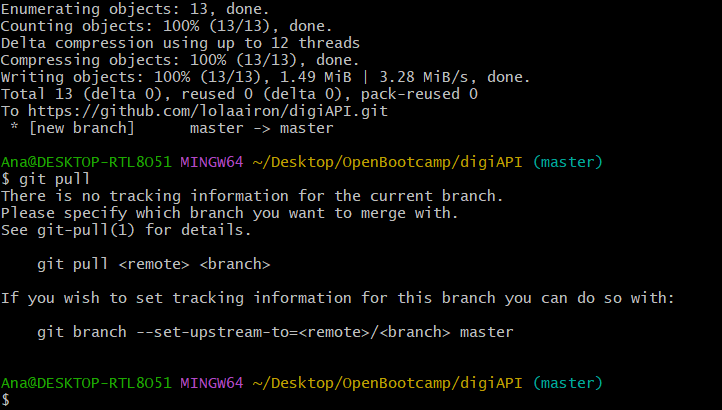 Enumerating objects: 13, done.
Counting objects: 100% (13/13), done.
Delta compression using up to 12 threads
Compressing objects: 100% (13/13), done.
Writing objects: 100% (13/13), 1.49 MiB | 3.28 MiB/s, done.
Total 13 (delta 0), reused 0 (delta 0), pack-reused 0
To https://github.com/lolaairon/digiAPI.git
 * [new branch]      master -> master

Ana@DESKTOP-RTL8O51 MINGW64 ~/Desktop/OpenBootcamp/digiAPI (master)
$ git pull
There is no tracking information for the current branch.
Please specify which branch you want to merge with.
See git-pull(1) for details.

    git pull <remote> <branch>

If you wish to set tracking information for this branch you can do so with:

    git branch --set-upstream-to=<remote>/<branch> master


Ana@DESKTOP-RTL8O51 MINGW64 ~/Desktop/OpenBootcamp/digiAPI (master)
$